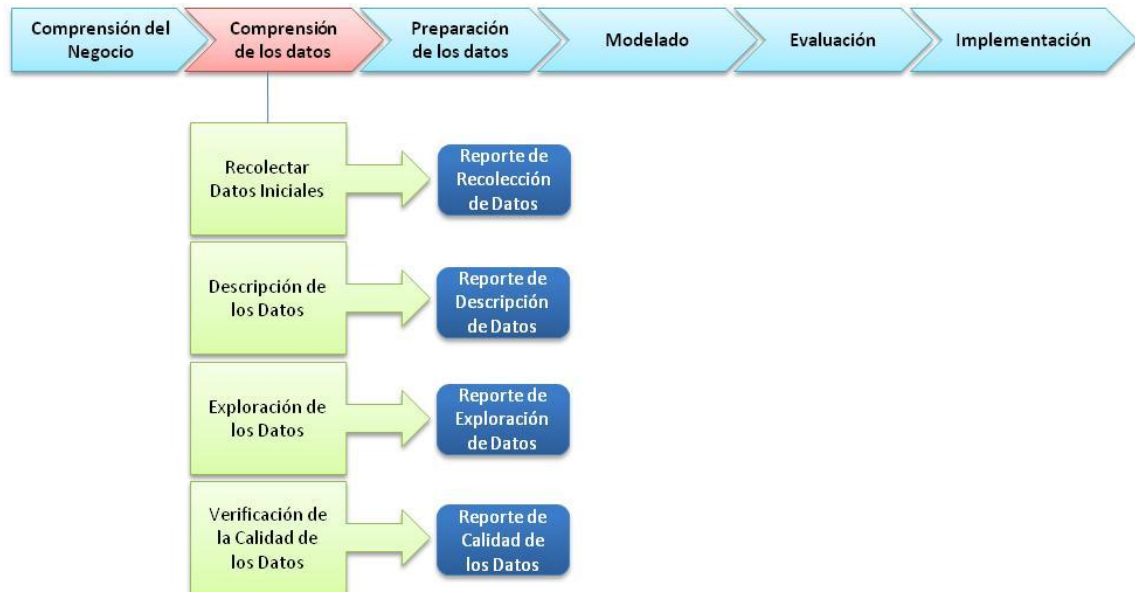 Comprensión del
Negocio
Comprensión
de los datos
Preparación
de los datos
Modelado
Evaluación
Implementación
Recolectar
Datos Iniciales
Reporte de
Recolección
de Datos
Descripción de
los Datos
Reporte de
Descripción
de Datos
Exploración de
los Datos
Reporte de
Exploración
de Datos
Verificación de
la Calidad de
los Datos
Reporte de
Calidad de
los Datos